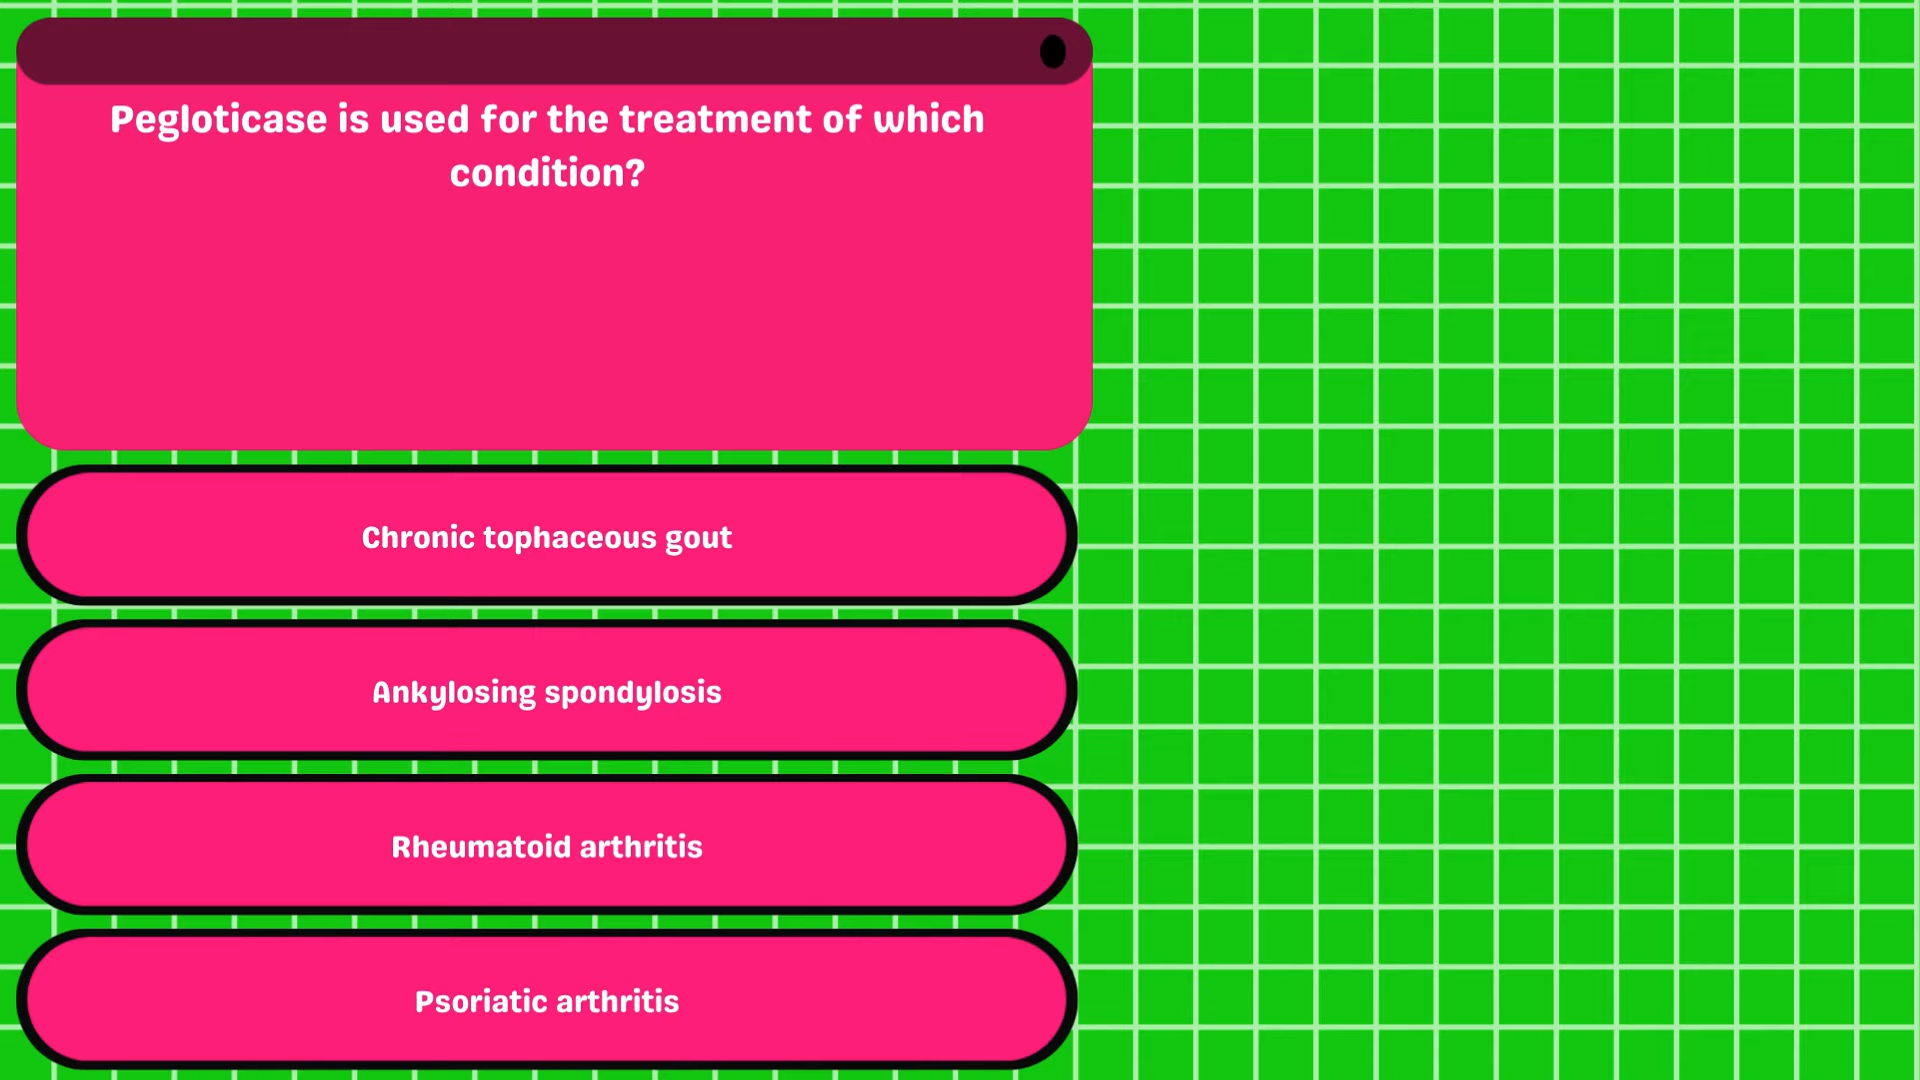 Pegloticase is used for the treatment of which
condition?
Chronic tophaceous gout
Ankylosing spondylosis
Rheumatoid arthritis
Psoriatic arthritis